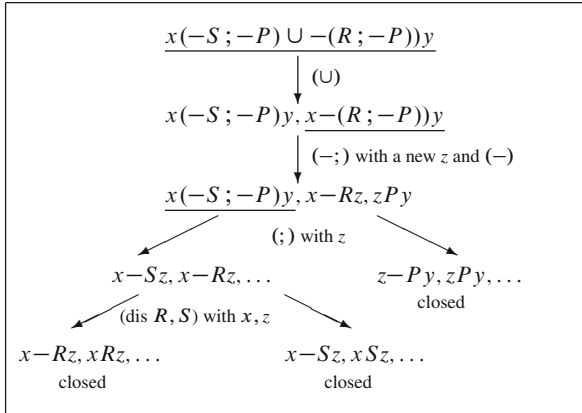 x(−S ; −P) ∪ −(R ; −P))y
(∪)
x(−S ; −P)y, x−(R ; −P))y
(−;) with a new z and (−)
x(−S ; −P)y, x−Rz, zPy
(;) with z
x−Sz, x−Rz, ... z−Py, zPy, ...
closed
(dis R, S) with x, z
x−Rz, xRz, ... x−Sz, xSz, ...
closed closed